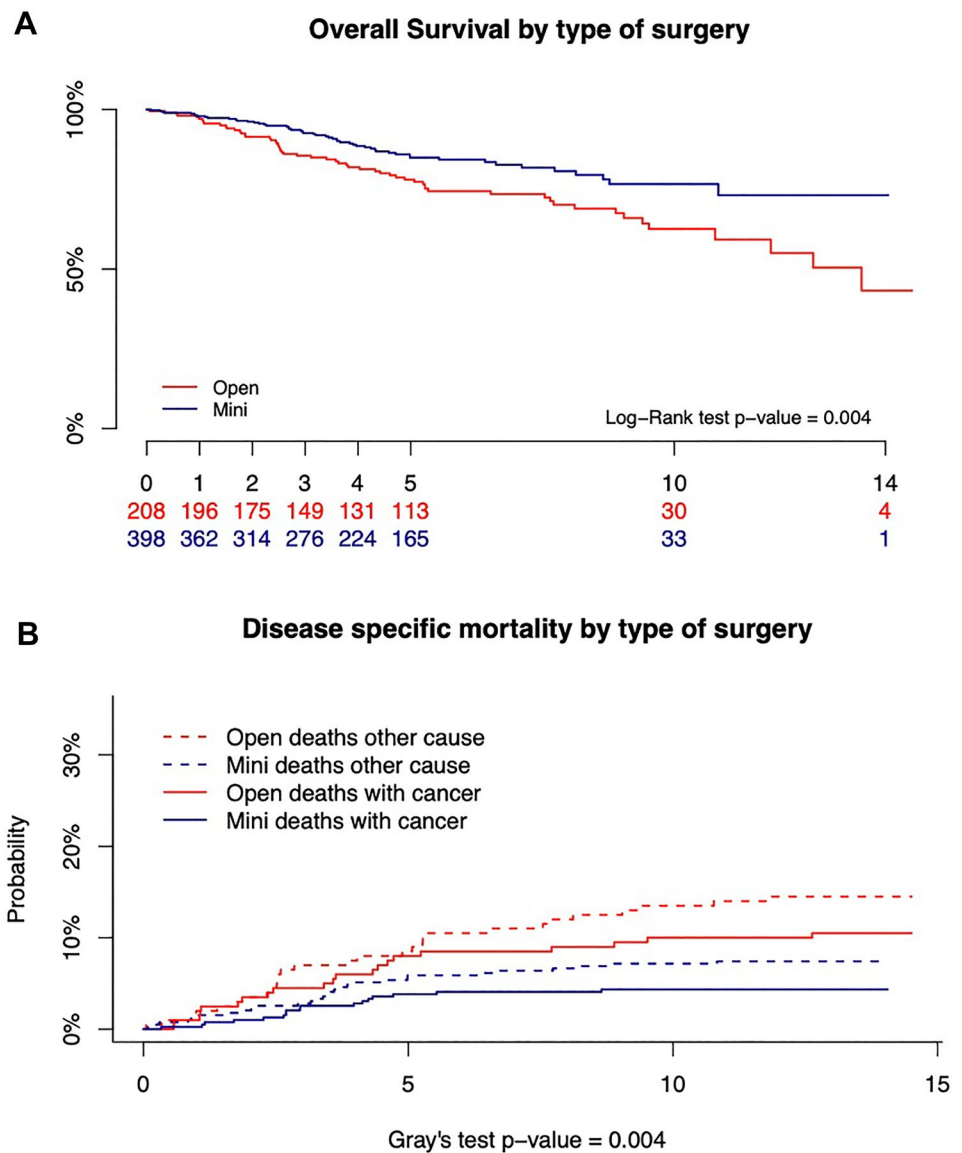 A
Overall Survival by type of surgery
100%
50%
0%
Open
Mini
Log-Rank test p-value = 0.004
0 1 2 3 4 5 10 14
208 196 175 149 131 113 30 4
398 362 314 276 224 165 33 1
B
Disease specific mortality by type of surgery
Probability
30%
20%
10%
0%
Open deaths other cause
Mini deaths other cause
Open deaths with cancer
Mini deaths with cancer
0 5 10 15
Gray's test p-value = 0.004